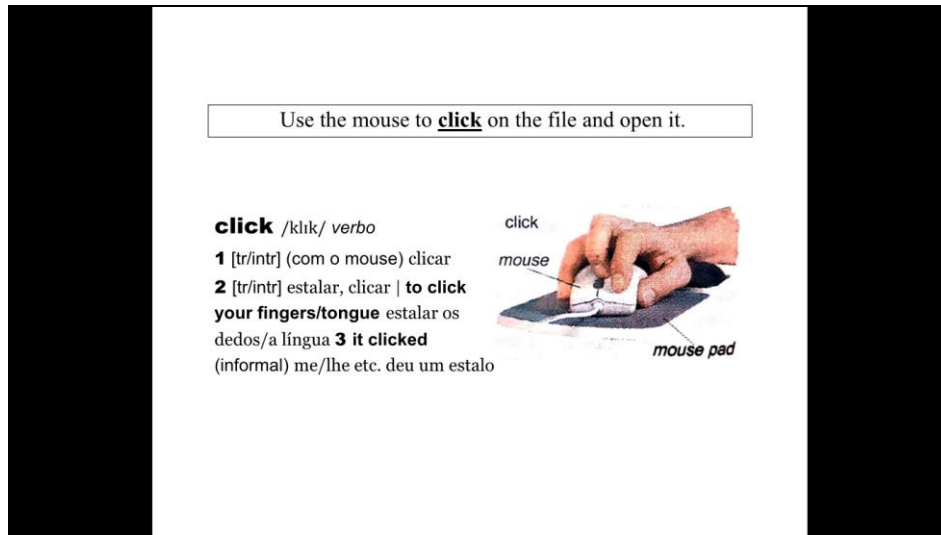 Use the mouse to click on the file and open it.
click /klɪk/ verbo
1 [tr/intr] (com o mouse) clicar
2 [tr/intr] estalar, clicar | to click
your fingers/tongue estalar os
dedos/a língua 3 it clicked
(informal) me/lhe etc. deu um estalo
click
mouse
mouse pad